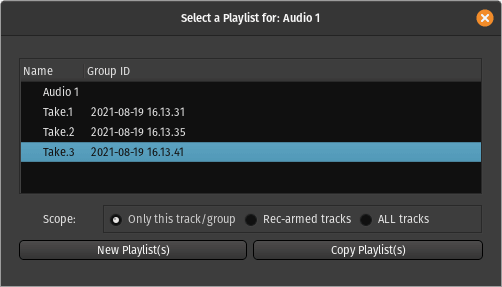 Select a Playlist for: Audio 1
Name Group ID
Audio 1
Take.1 2021-08-19 16.13.31
Take.2 2021-08-19 16.13.35
Take.3 2021-08-19 16.13.41
Scope: Only this track/group Rec-armed tracks ALL tracks
New Playlist(s) Copy Playlist(s)